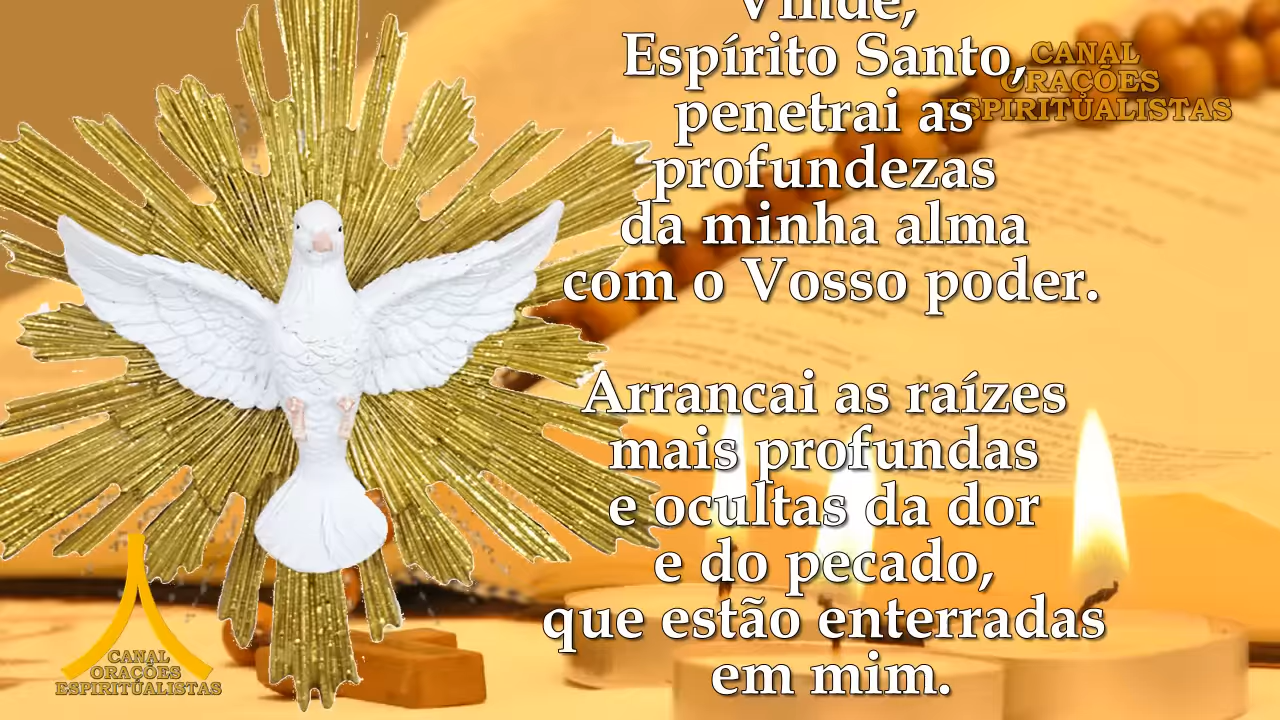 Vinde,
Espírito Santo,
penetrai as
profundezas
da minha alma
com o Vosso poder.
Arrancai as raízes
mais profundas
e ocultas da dor
e do pecado,
que estão enterradas
em mim.
CANAL
ORAÇÕES
ESPIRITUALISTAS
CANAL
ORAÇÕES
ESPIRITUALISTAS